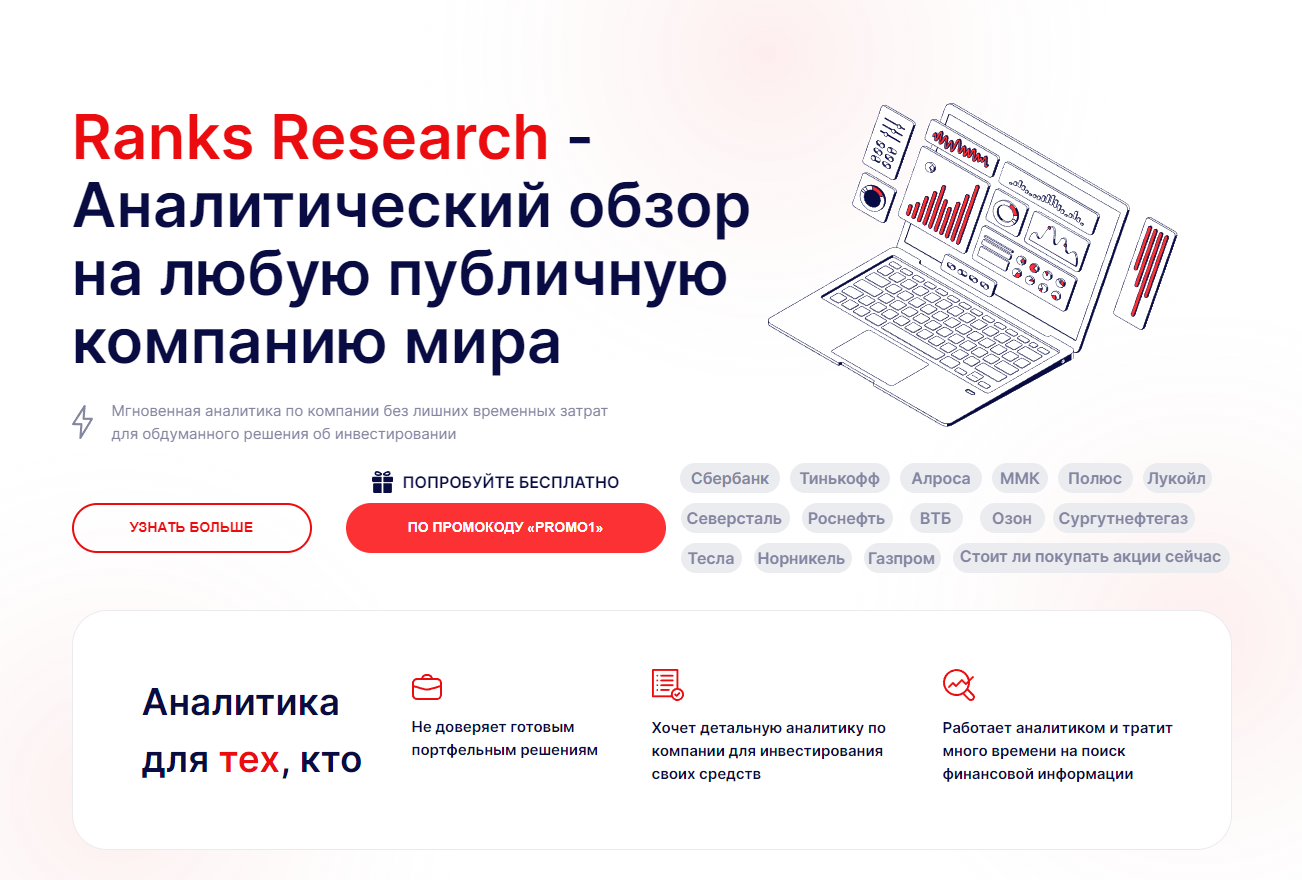 Ranks Research -
Аналитический обзор
на любую публичную
компанию мира
Мгновенная аналитика по компании без лишних временных затрат
для обдуманного решения об инвестировании
ПОПРОБУЙТЕ БЕСПЛАТНО
УЗНАТЬ БОЛЬШЕ
ПО ПРОМОКОДУ «PROMO1»
Сбербанк Тинькофф Алроса ММК Полюс Лукойл
Северсталь Роснефть ВТБ Озон Сургутнефтегаз
Тесла Норникель Газпром Стоит ли покупать акции сейчас
Аналитика
для тех, кто
Не доверяет готовым
портфельным решениям
Хочет детальную аналитику по
компании для инвестирования
своих средств
Работает аналитиком и тратит
много времени на поиск
финансовой информации